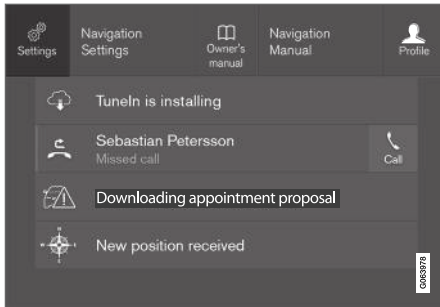 Settings
Navigation
Settings
Owner's
manual
Navigation
Manual
Profile
TuneIn is installing
Sebastian Petersson
Missed call
Call
Downloading appointment proposal
New position received
G063978